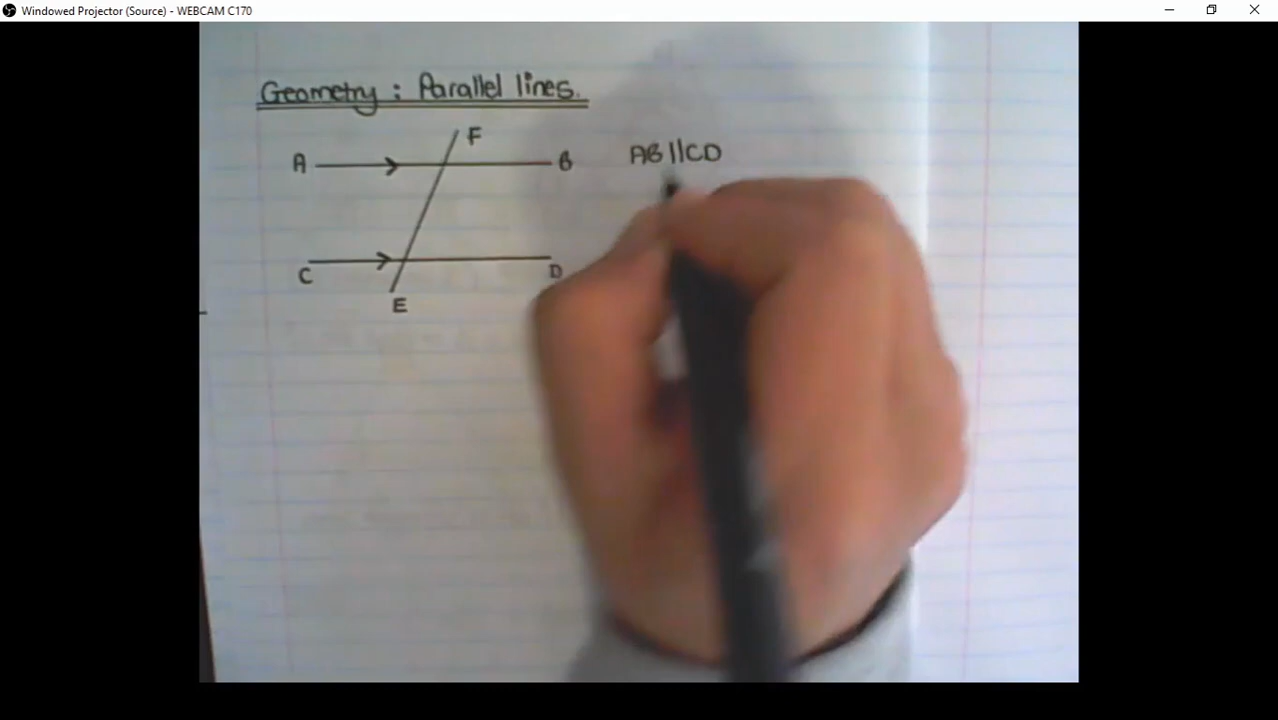 Windowed Projector (Source) - WEBCAM C170
Geometry : Parallel lines.
F
A B AB||CD
C D
E